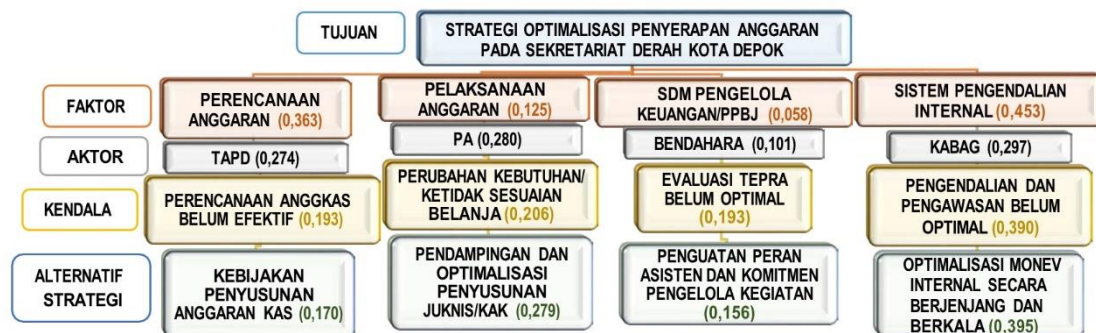 TUJUAN
STRATEGI OPTIMALISASI PENYERAPAN ANGGARAN
PADA SEKRETARIAT DERAH KOTA DEPOK
FAKTOR
PERENCANAAN
ANGGARAN (0,363)
PELAKSANAAN
ANGGARAN (0,125)
SDM PENGELOLA
KEUANGAN/PPBJ (0,058)
SISTEM PENGENDALIAN
INTERNAL (0,453)
AKTOR
TAPD (0,274)
PA (0,280)
BENDAHARA (0,101)
KABAG (0,297)
KENDALA
PERENCANAAN ANGGKAS
BELUM EFEKTIF (0,193)
PERUBAHAN KEBUTUHAN/
KETIDAK SESUAIAN
BELANJA (0,206)
EVALUASI TEPRA
BELUM OPTIMAL
(0,193)
PENGENDALIAN DAN
PENGAWASAN BELUM
OPTIMAL (0,390)
ALTERNATIF
STRATEGI
KEBIJAKAN
PENYUSUNAN
ANGGARAN KAS (0,170)
PENDAMPINGAN DAN
OPTIMALISASI
PENYUSUNAN
JUKNIS/KAK (0,279)
PENGUATAN PERAN
ASISTEN DAN KOMITMEN
PENGELOLA KEGIATAN
(0,156)
OPTIMALISASI MONEV
INTERNAL SECARA
BERJENJANG DAN
BERKALA (0.395)